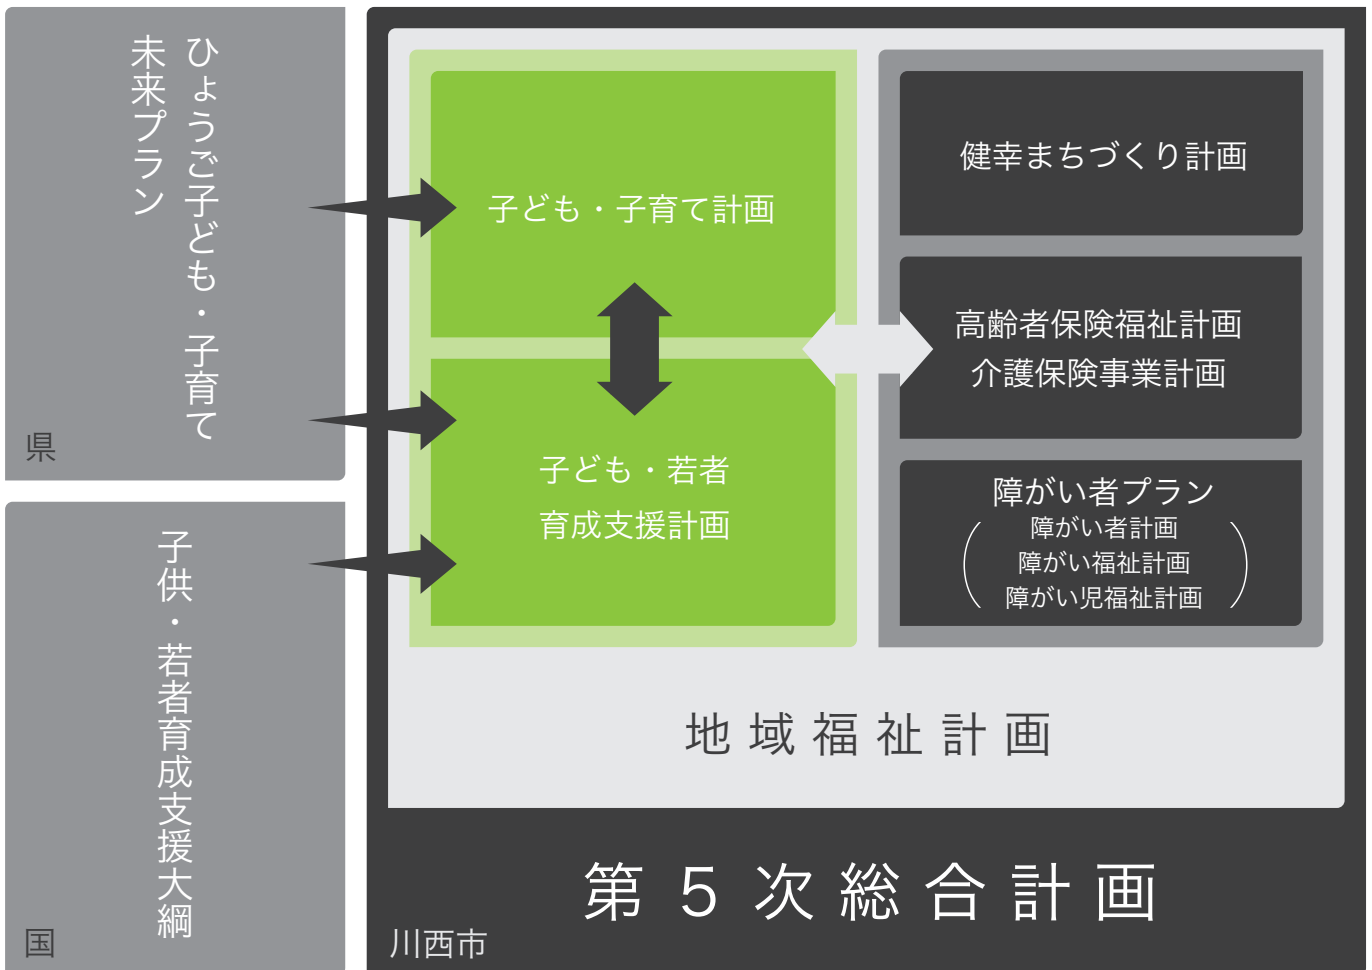 ひょうご子ども・子育て
未来プラン
県
子供・若者育成支援大綱
国
子ども・子育て計画
子ども・若者
育成支援計画
健幸まちづくり計画
高齢者保険福祉計画
介護保険事業計画
障がい者プラン
障がい者計画
障がい福祉計画
障がい児福祉計画
地域福祉計画
第5次総合計画
川西市